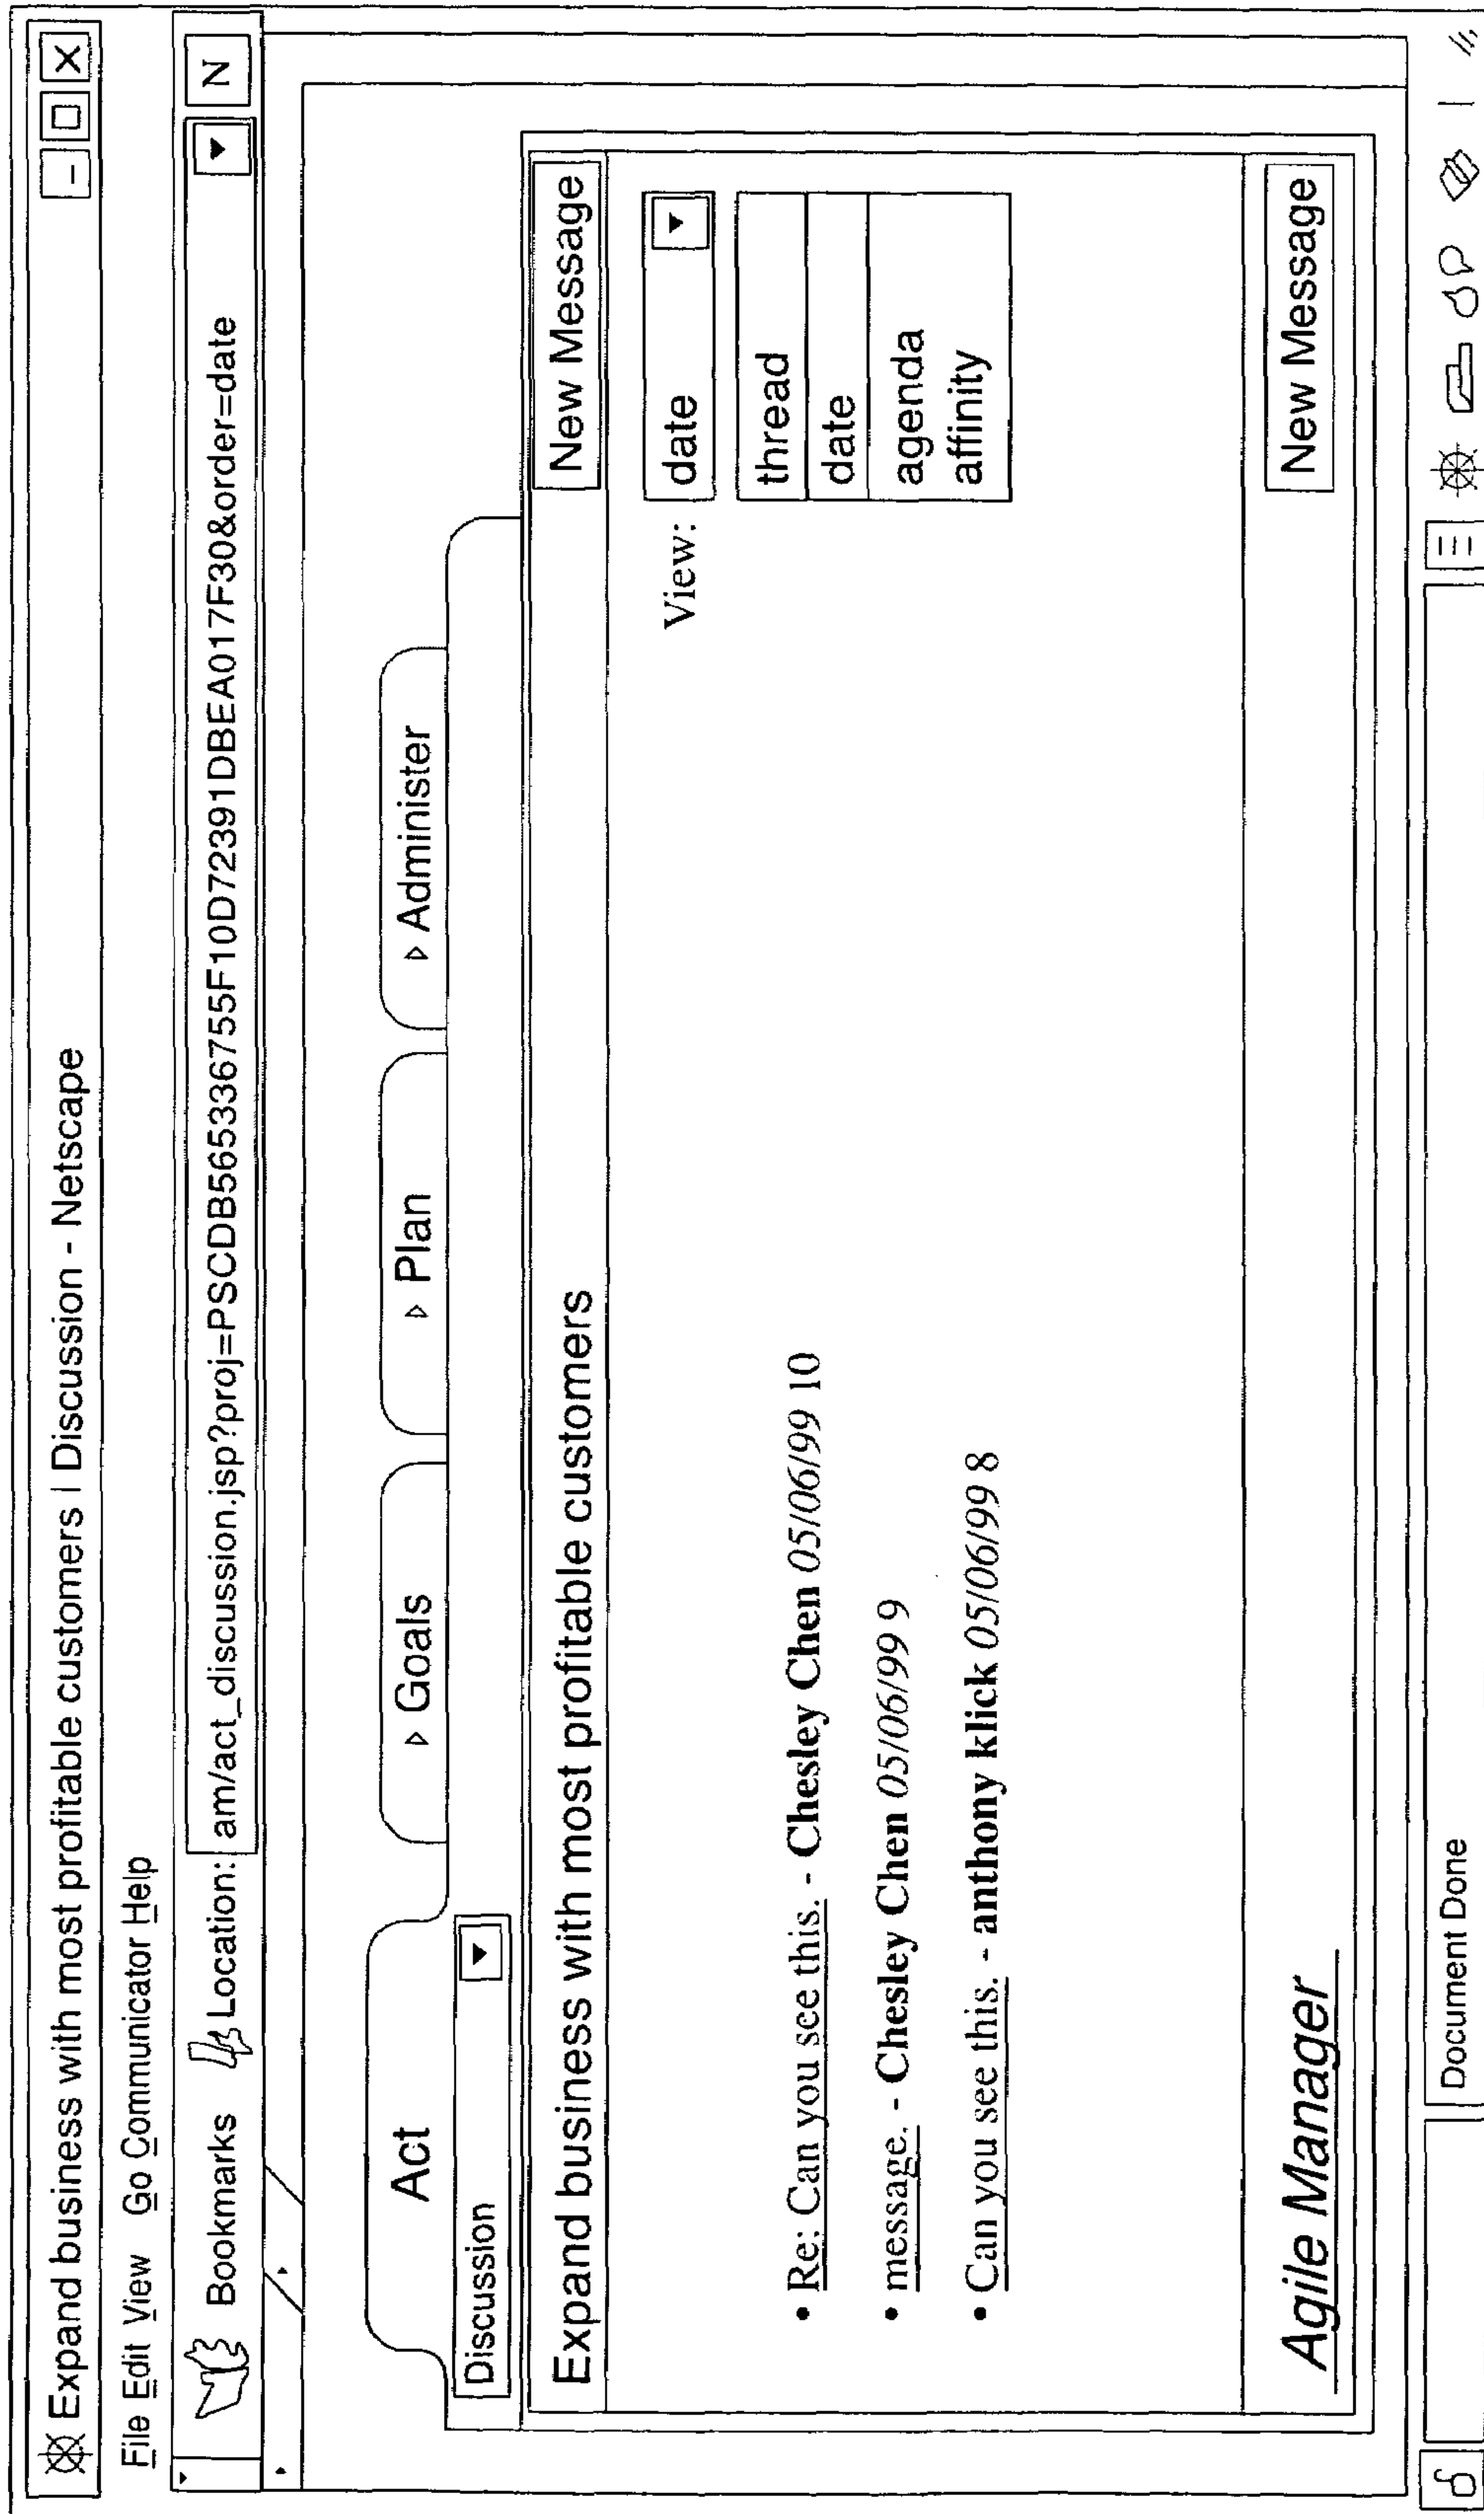 Expand business with most profitable customers | Discussion - Netscape
File Edit View Go Communicator Help
Bookmarks Location: am/act_discussion.jsp?proj=PSCDB565336755F10D72391DBEA017F30&order=date N
Act ▹ Goals ▹ Plan ▹ Administer
Discussion
Expand business with most profitable customers New Message
View: date
thread
date
agenda
affinity
• Re: Can you see this. - Chesley Chen 05/06/99 10
• message. - Chesley Chen 05/06/99 9
• Can you see this. - anthony klick 05/06/99 8
Agile Manager New Message
Document Done